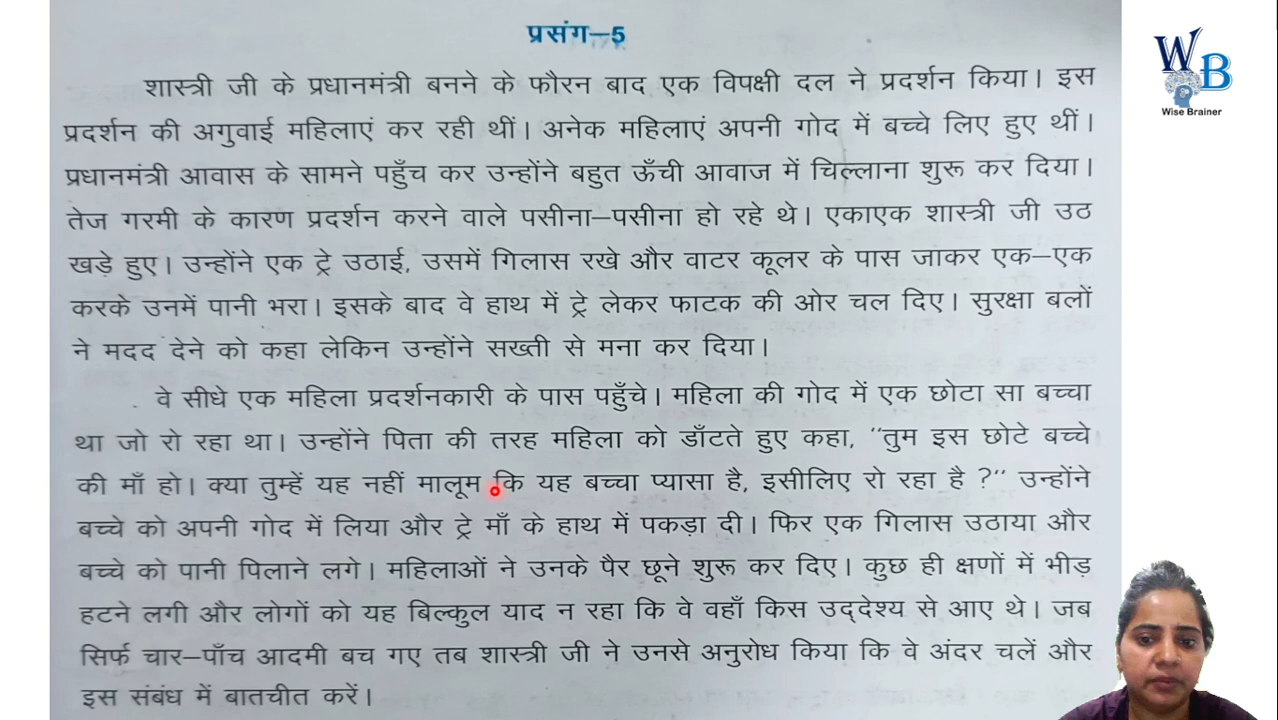 प्रसंग–5
शास्त्री जी के प्रधानमंत्री बनने के फौरन बाद एक विपक्षी दल ने प्रदर्शन किया। इस
प्रदर्शन की अगुवाई महिलाएं कर रही थीं। अनेक महिलाएं अपनी गोद में बच्चे लिए हुए थीं।
प्रधानमंत्री आवास के सामने पहुँच कर उन्होंने बहुत ऊँची आवाज में चिल्लाना शुरू कर दिया।
तेज गरमी के कारण प्रदर्शन करने वाले पसीना–पसीना हो रहे थे। एकाएक शास्त्री जी उठ
खड़े हुए। उन्होंने एक ट्रे उठाई, उसमें गिलास रखे और वाटर कूलर के पास जाकर एक–एक
करके उनमें पानी भरा। इसके बाद वे हाथ में ट्रे लेकर फाटक की ओर चल दिए। सुरक्षा बलों
ने मदद देने को कहा लेकिन उन्होंने सख्ती से मना कर दिया।
वे सीधे एक महिला प्रदर्शनकारी के पास पहुँचे। महिला की गोद में एक छोटा सा बच्चा
था जो रो रहा था। उन्होंने पिता की तरह महिला को डाँटते हुए कहा, ‘‘तुम इस छोटे बच्चे
की माँ हो। क्या तुम्हें यह नहीं मालूम कि यह बच्चा प्यासा है, इसीलिए रो रहा है ?’’ उन्होंने
बच्चे को अपनी गोद में लिया और ट्रे माँ के हाथ में पकड़ा दी। फिर एक गिलास उठाया और
बच्चे को पानी पिलाने लगे। महिलाओं ने उनके पैर छूने शुरू कर दिए। कुछ ही क्षणों में भीड़
हटने लगी और लोगों को यह बिल्कुल याद न रहा कि वे वहाँ किस उद्देश्य से आए थे। जब
सिर्फ चार–पाँच आदमी बच गए तब शास्त्री जी ने उनसे अनुरोध किया कि वे अंदर चलें और
इस संबंध में बातचीत करें।
WB
Wise Brainer